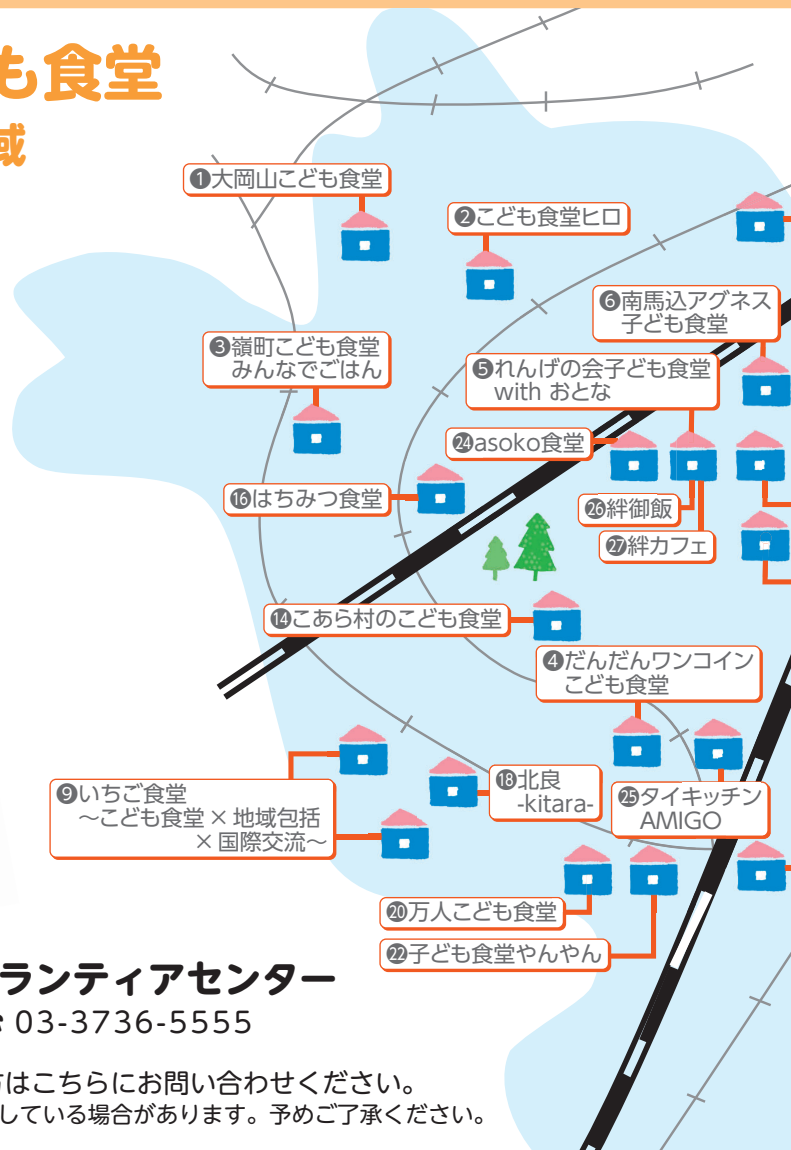 も食堂
域
❶大岡山こども食堂
❷こども食堂ヒロ
❻南馬込アグネス
子ども食堂
❸嶺町こども食堂
みんなでごはん
❺れんげの会子ども食堂
with おとな
㉔asoko食堂
⓰はちみつ食堂
㉖絆御飯
㉗絆カフェ
⓮こあら村のこども食堂
❹だんだんワンコイン
こども食堂
⓲北良
-kitara-
㉕タイキッチン
AMIGO
❾いちご食堂
〜こども食堂 × 地域包括
× 国際交流〜
⓴万人こども食堂
㉒子ども食堂やんやん
ランティアセンター
03-3736-5555
方はこちらにお問い合わせください。
している場合があります。予めご了承ください。